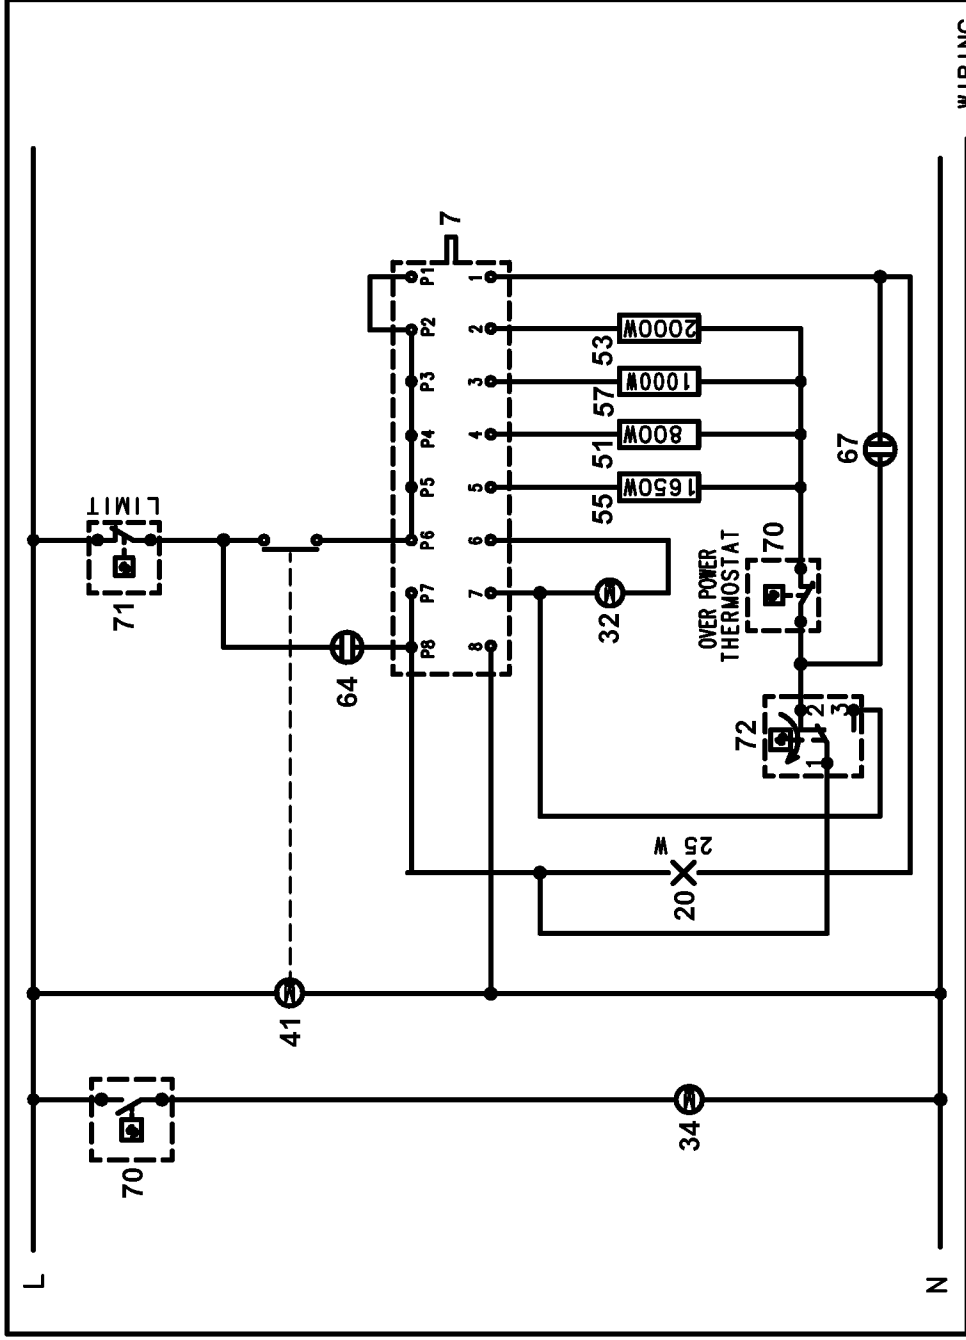 L
70
71
LIMIT
41
64
P8
P7
P6
P5
P4
P3
P2
P1
7
8
7
6
5
4
3
2
1
55
1650W
51
800W
57
1000W
53
2000W
32
M
OVER POWER
THERMOSTAT
70
67
72
1
2
3
20
25 W
34
M
M
N
WIRING